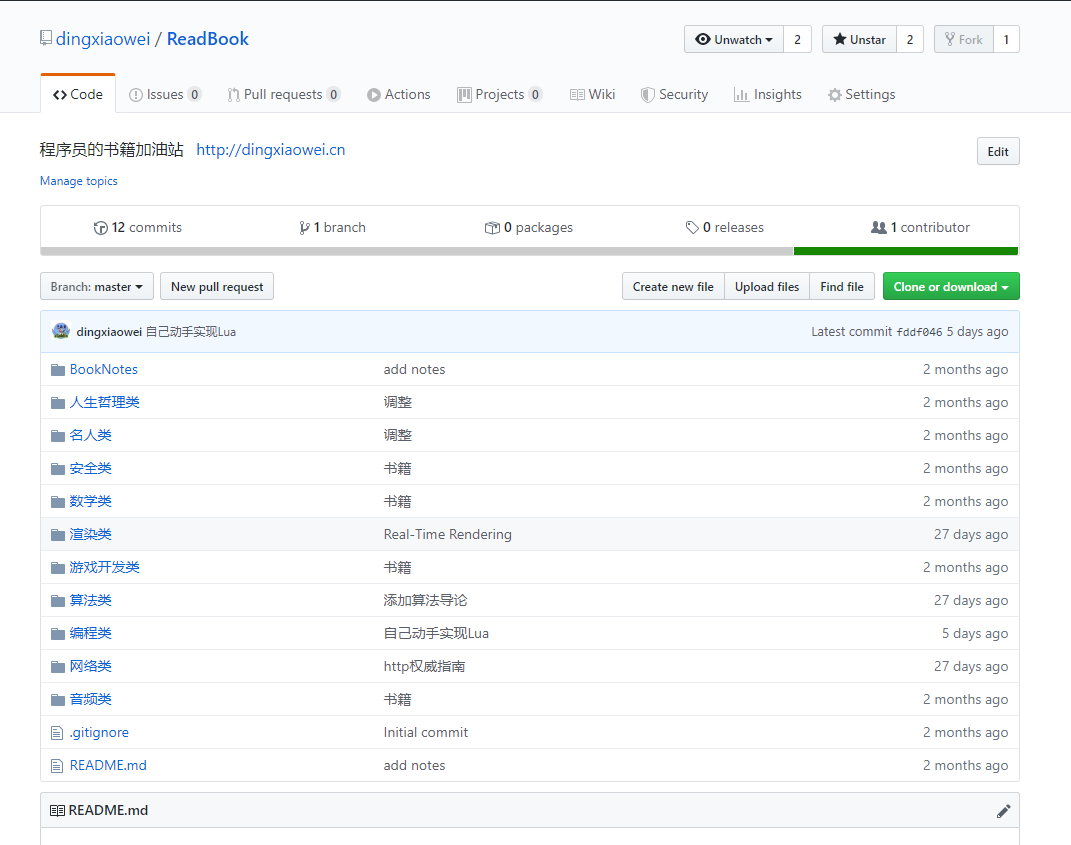 dingxiaowei / ReadBook Unwatch 2 Unstar 2 Fork 1
Code Issues 0 Pull requests 0 Actions Projects 0 Wiki Security Insights Settings
程序员的书籍加油站 http://dingxiaowei.cn Edit
Manage topics
12 commits 1 branch 0 packages 0 releases 1 contributor
Branch: master New pull request Create new file Upload files Find file Clone or download
dingxiaowei 自己动手实现Lua Latest commit fddf046 5 days ago
BookNotes add notes 2 months ago
人生哲理类 调整 2 months ago
名人类 调整 2 months ago
安全类 书籍 2 months ago
数学类 书籍 2 months ago
渲染类 Real-Time Rendering 27 days ago
游戏开发类 书籍 2 months ago
算法类 添加算法导论 27 days ago
编程类 自己动手实现Lua 5 days ago
网络类 http权威指南 27 days ago
音频类 书籍 2 months ago
.gitignore Initial commit 2 months ago
README.md add notes 2 months ago
README.md